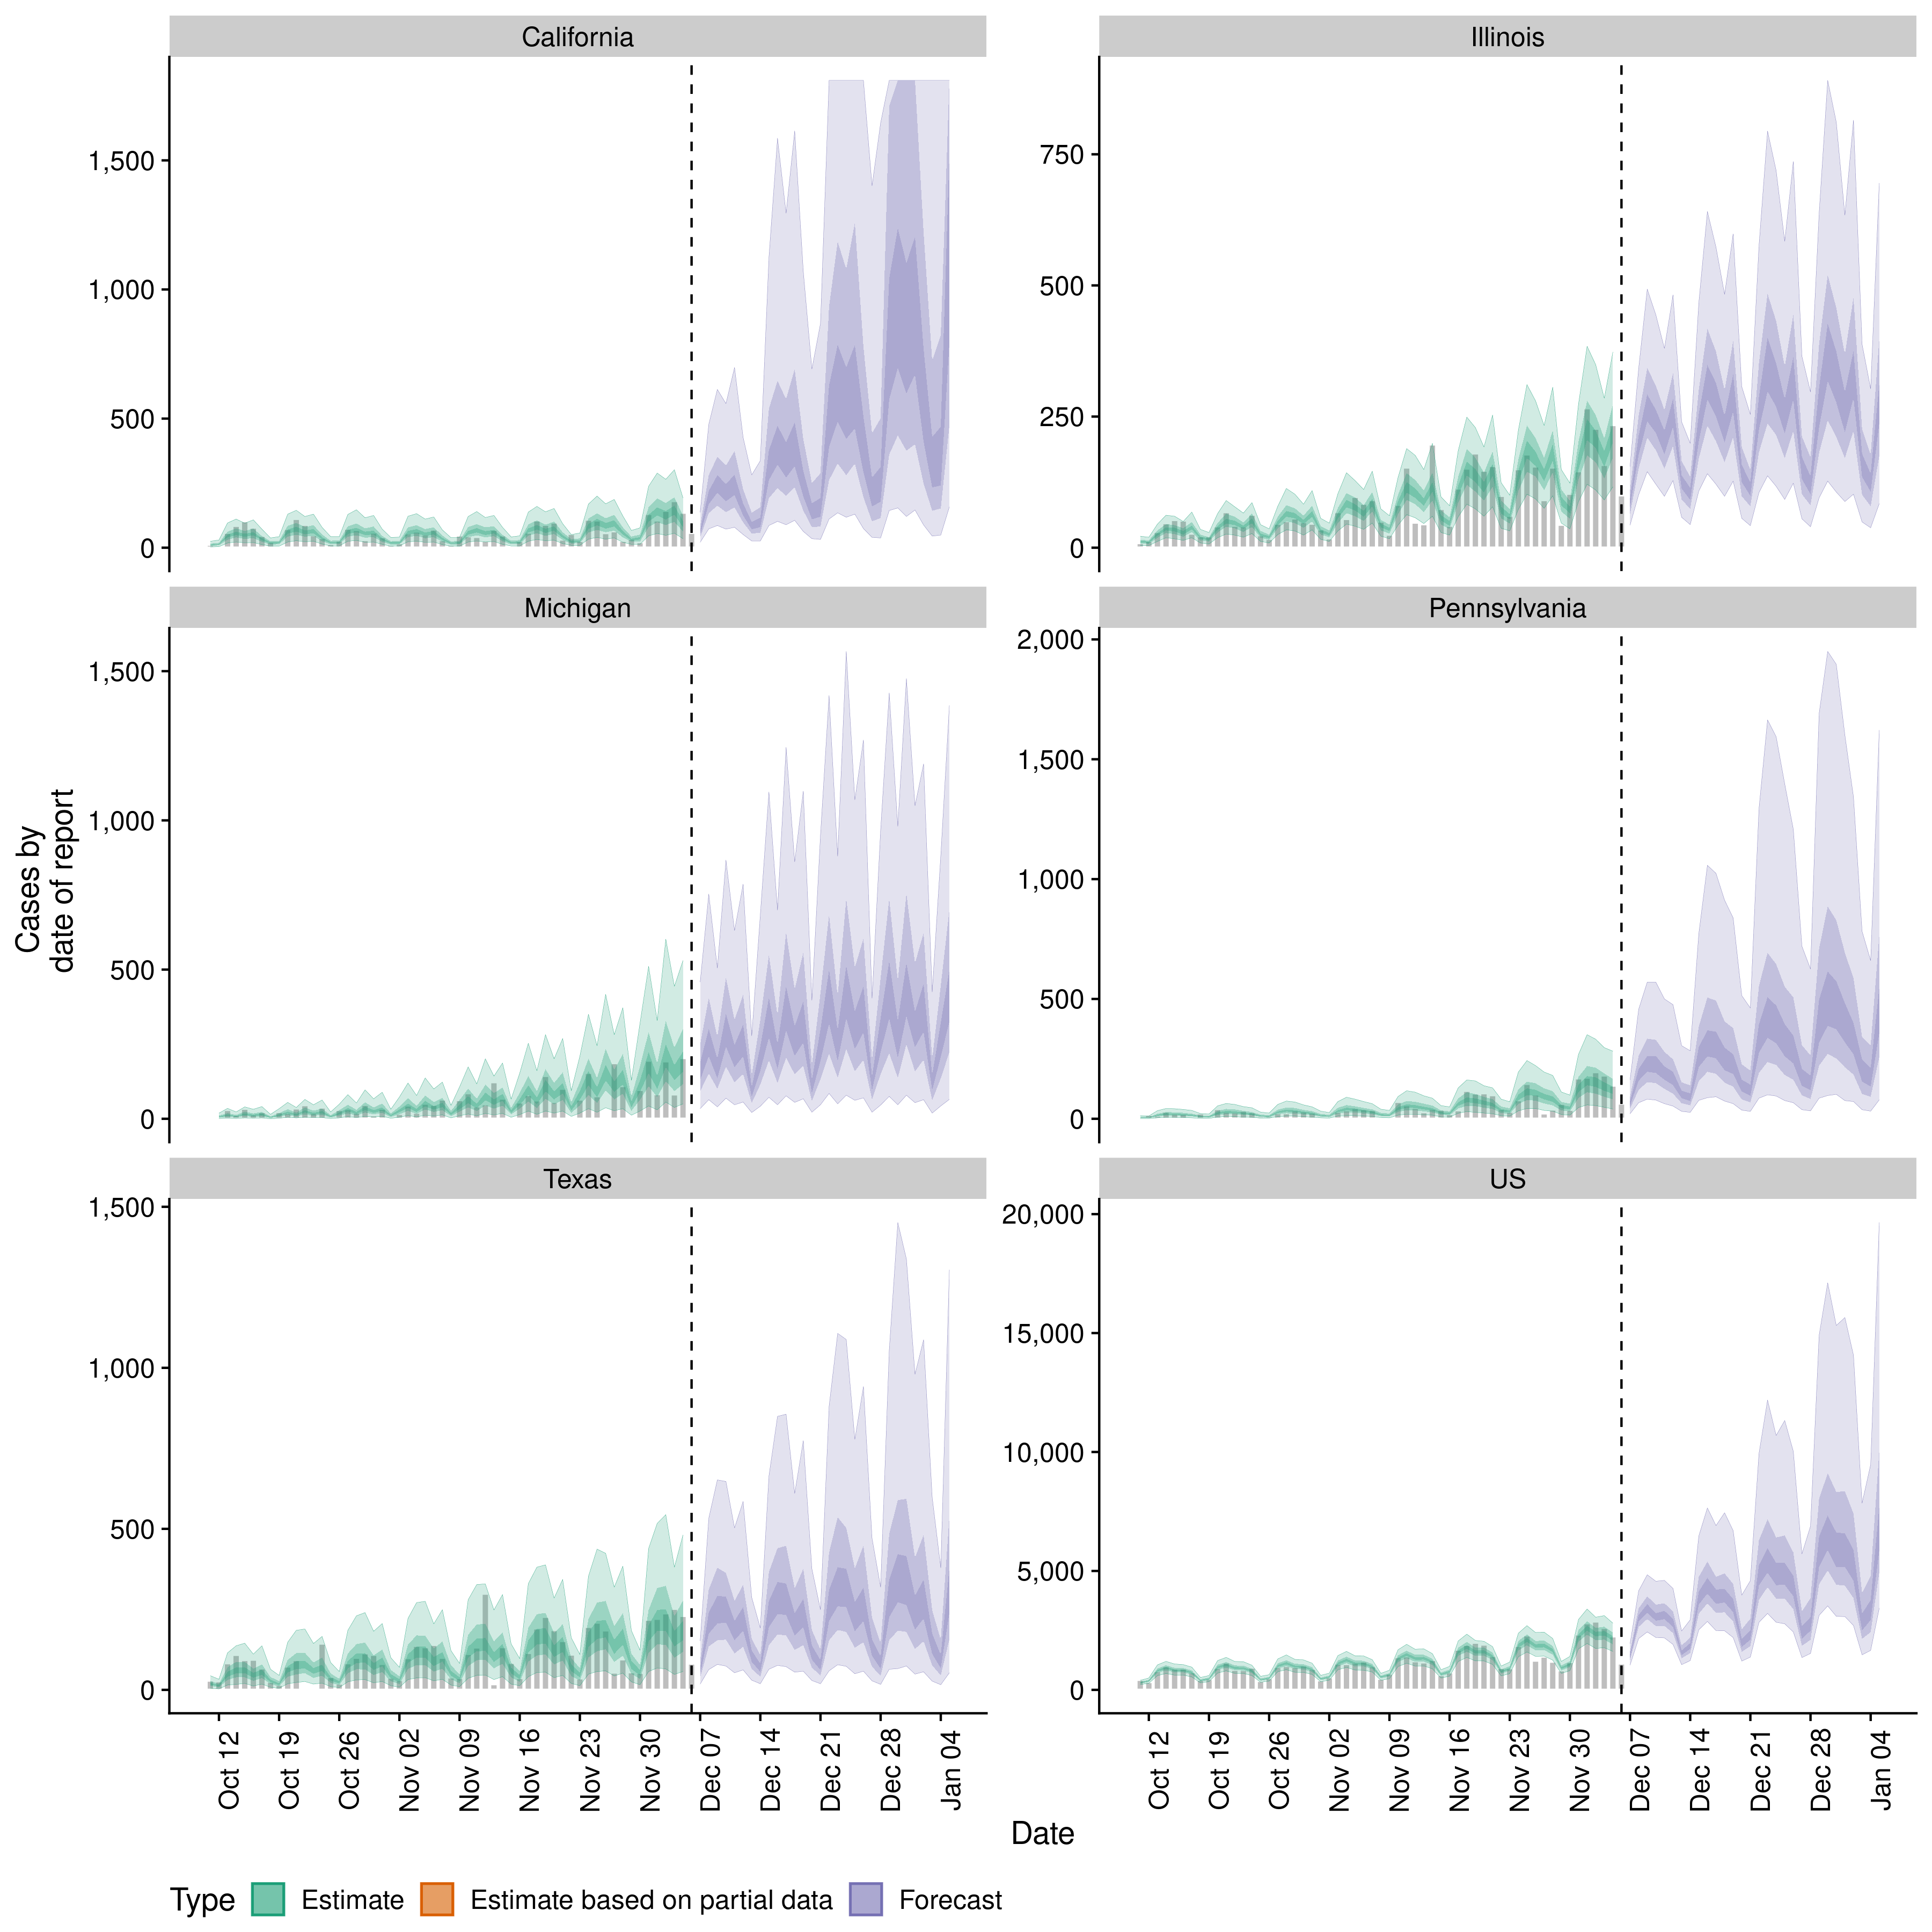 California
Illinois
1,500
1,000
500
0
750
500
250
0
Michigan
Pennsylvania
1,500
1,000
500
0
2,000
1,500
1,000
500
0
Texas
US
1,500
1,000
500
0
20,000
15,000
10,000
5,000
0
Cases by
date of report
Oct 12
Oct 19
Oct 26
Nov 02
Nov 09
Nov 16
Nov 23
Nov 30
Dec 07
Dec 14
Dec 21
Dec 28
Jan 04
Oct 12
Oct 19
Oct 26
Nov 02
Nov 09
Nov 16
Nov 23
Nov 30
Dec 07
Dec 14
Dec 21
Dec 28
Jan 04
Date
Type Estimate Estimate based on partial data Forecast